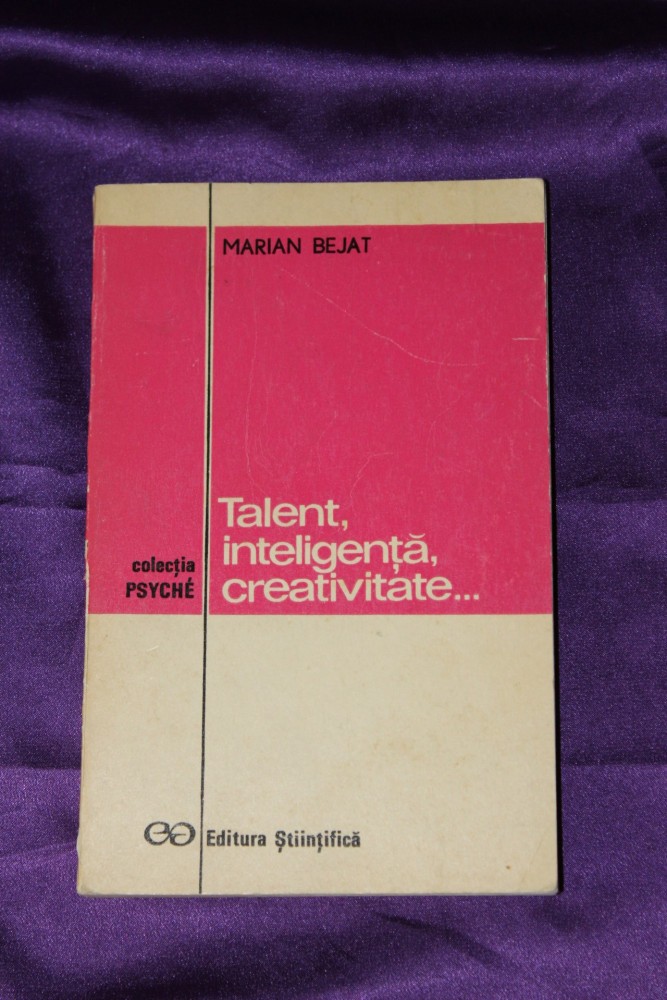 MARIAN BEJAT
Talent,
inteligență,
creativitate...
colecția
PSYCHÉ
Editura Științifică